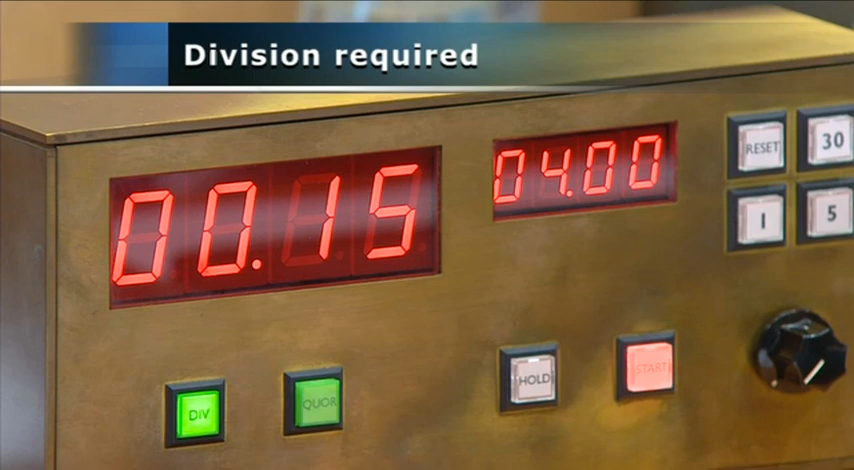 Division required
00.15
04.00
RESET
30
1
5
DIV
QUOR
HOLD
START